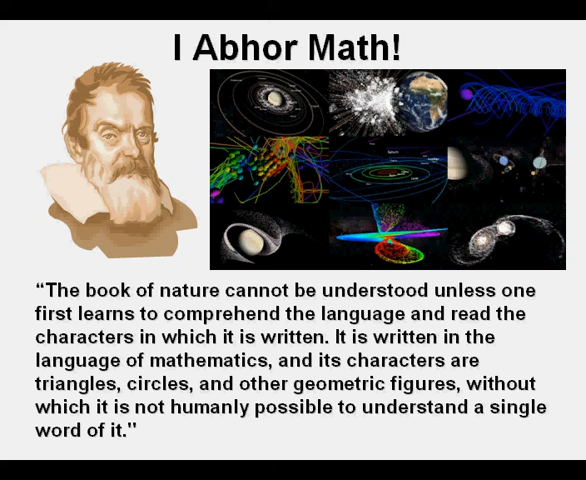 I Abhor Math!
“The book of nature cannot be understood unless one
first learns to comprehend the language and read the
characters in which it is written. It is written in the
language of mathematics, and its characters are
triangles, circles, and other geometric figures, without
which it is not humanly possible to understand a single
word of it."